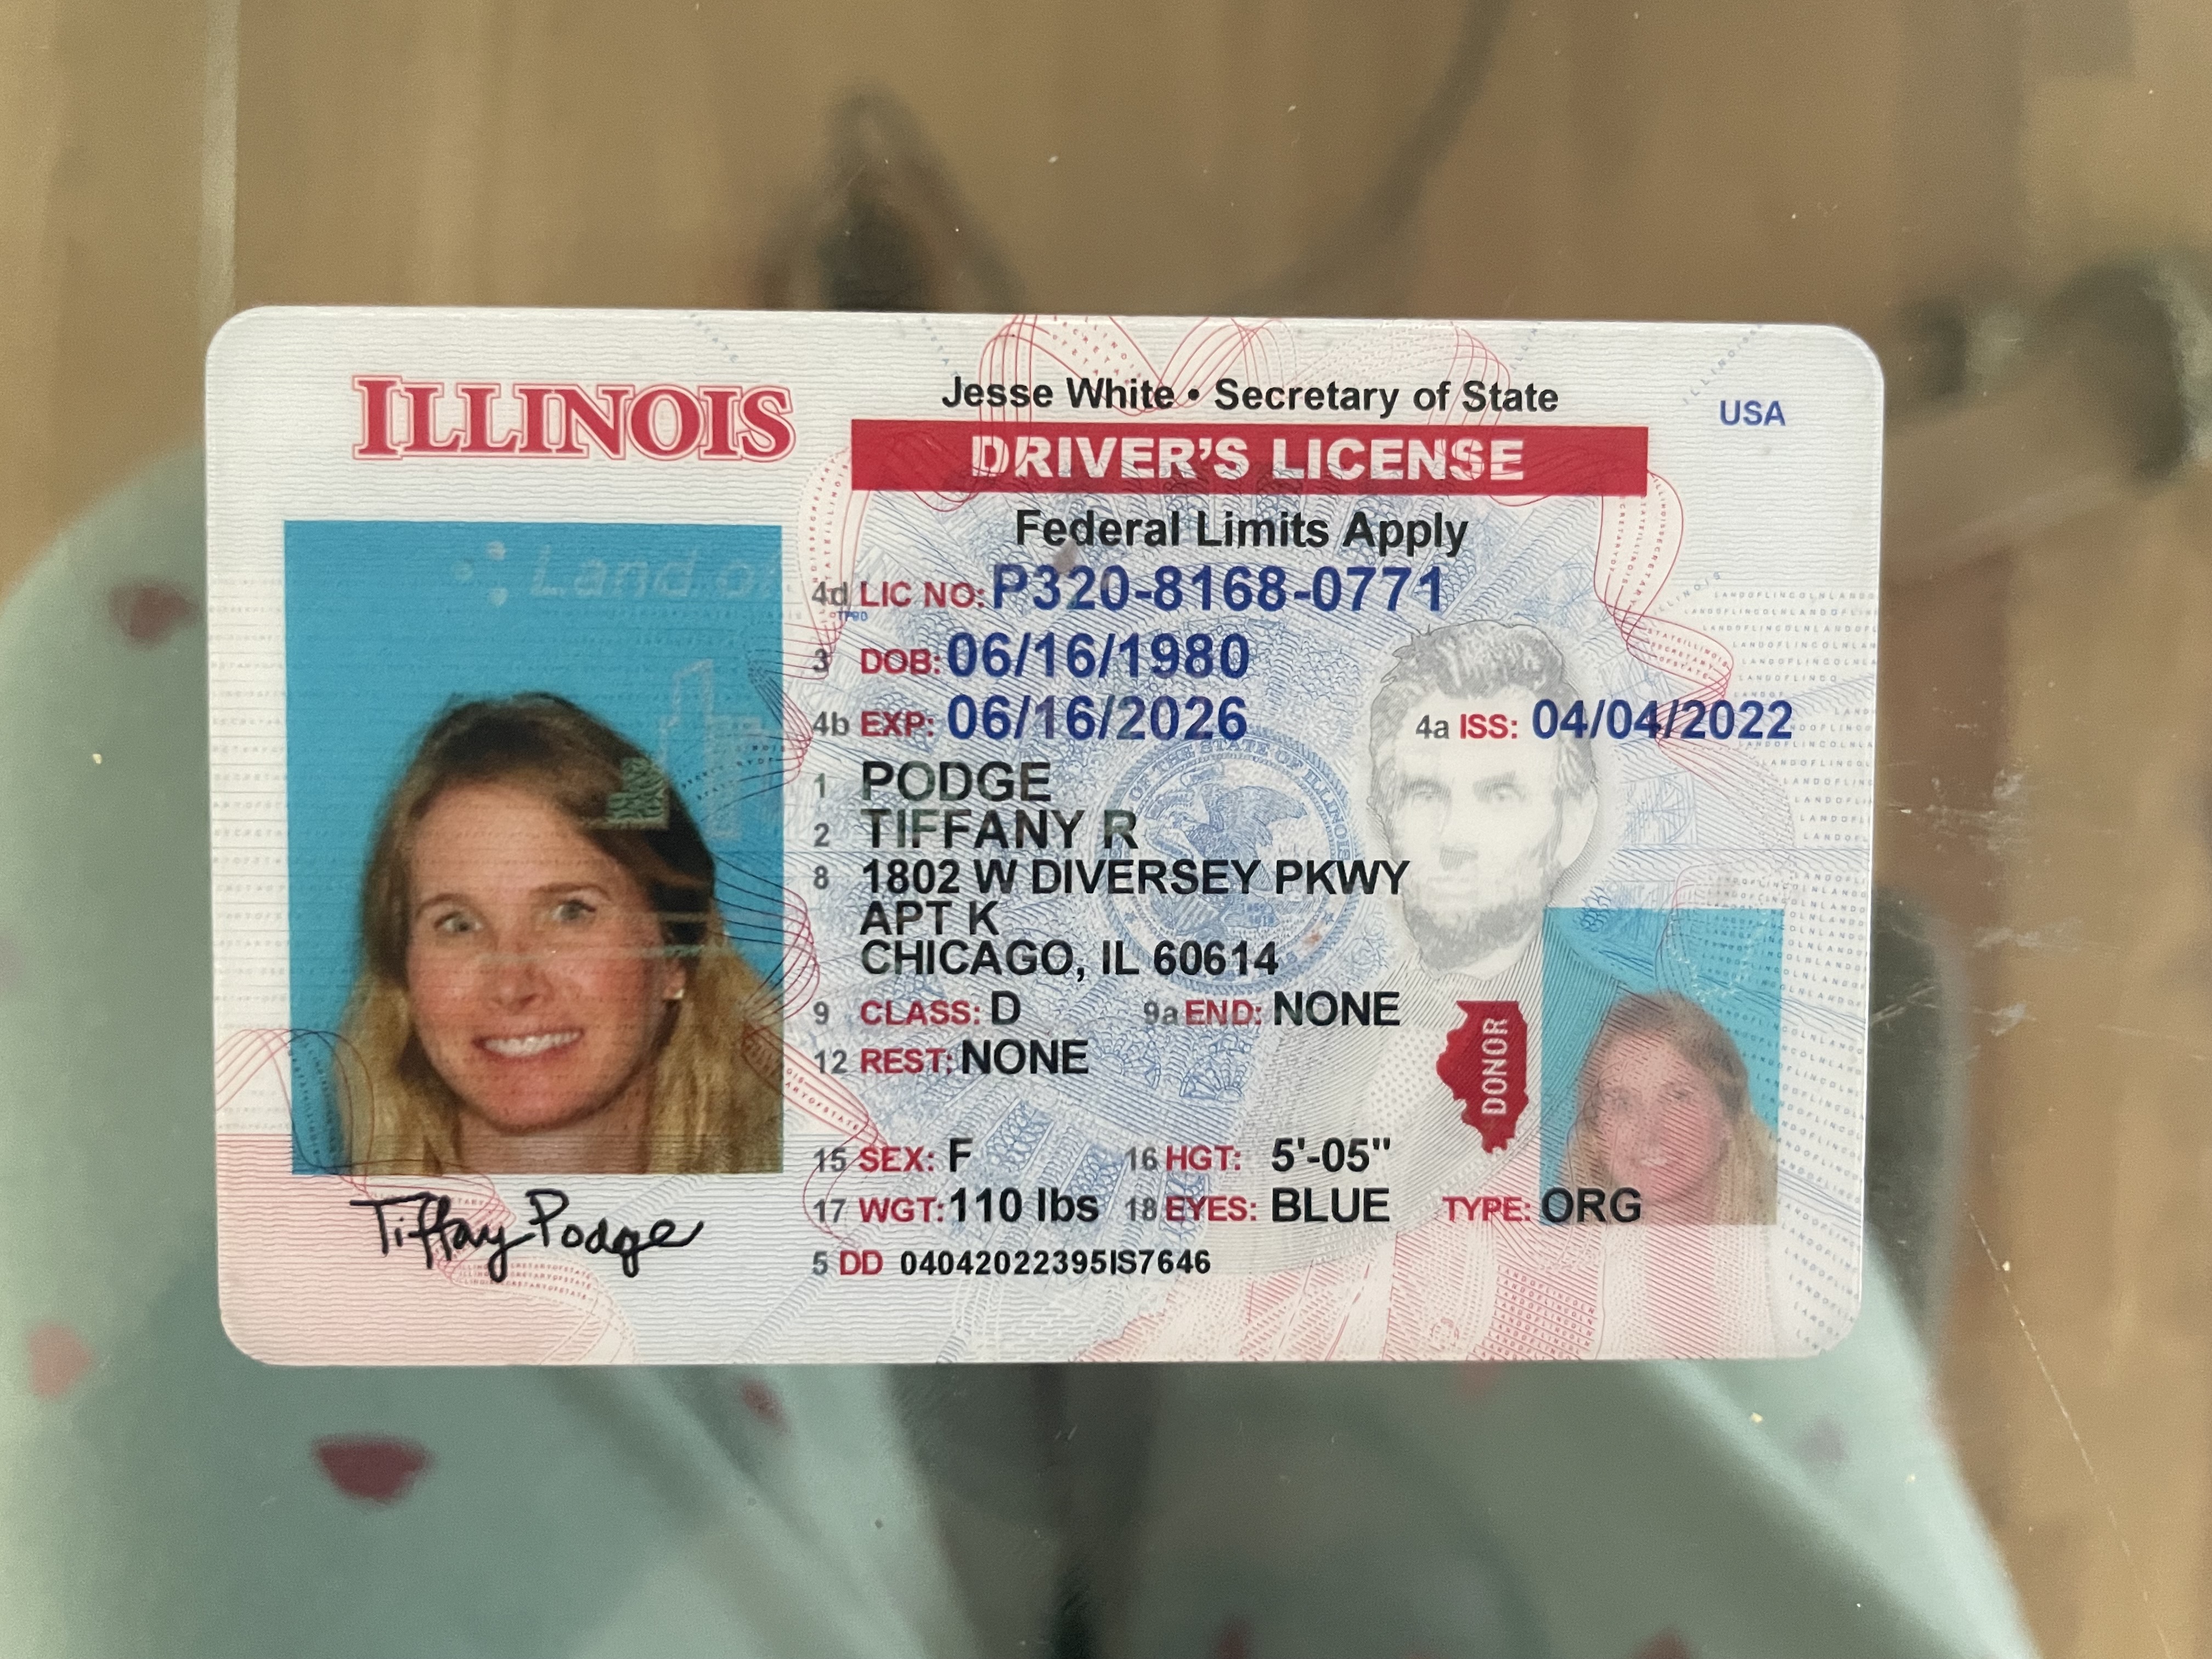 ILLINOIS
USA
Jesse White • Secretary of State
DRIVER'S LICENSE
Federal Limits Apply
4d LIC NO: P320-8168-0771
3 DOB: 06/16/1980
4b EXP: 06/16/2026 4a ISS: 04/04/2022
1 PODGE
2 TIFFANY R
8 1802 W DIVERSEY PKWY
APT K
CHICAGO, IL 60614
9 CLASS: D 9a END: NONE
12 REST: NONE
DONOR
15 SEX: F 16 HGT: 5'-05"
17 WGT: 110 lbs 18 EYES: BLUE TYPE: ORG
5 DD 04042022395IS7646
Tiffany Podge
Land o